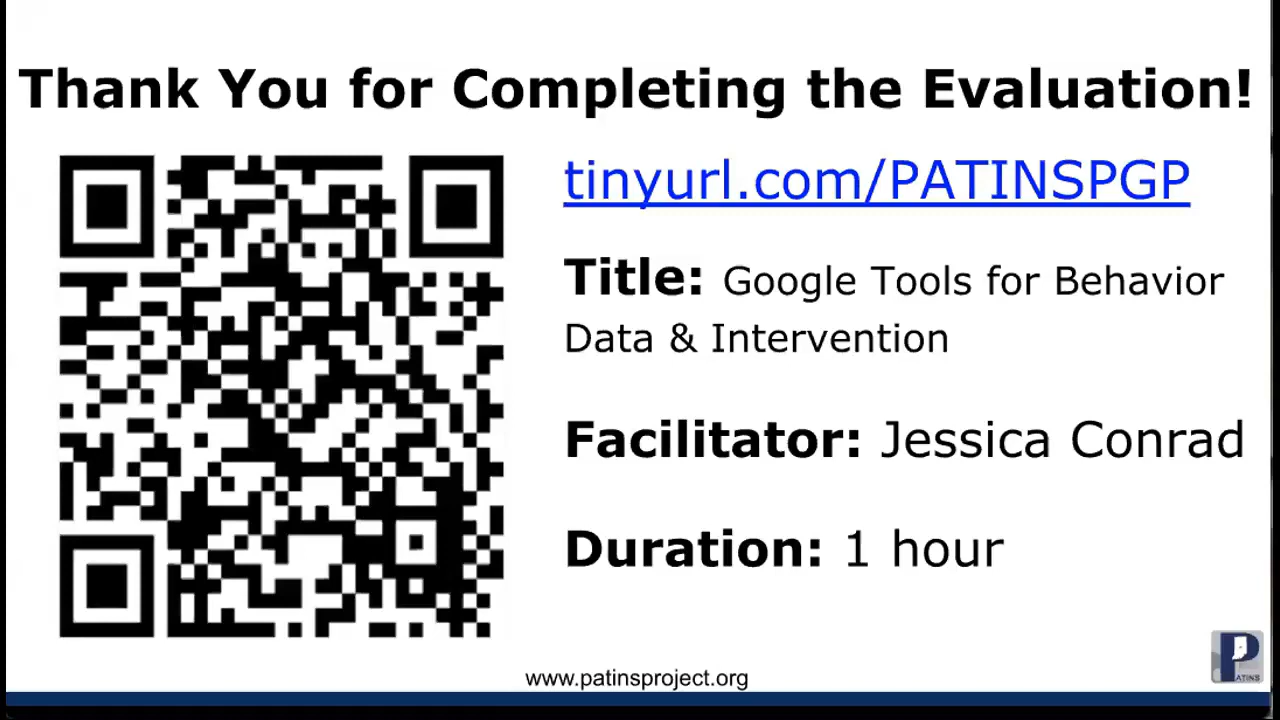 Thank You for Completing the Evaluation!
tinyurl.com/PATINSPGP
Title: Google Tools for Behavior
Data & Intervention
Facilitator: Jessica Conrad
Duration: 1 hour
www.patinsproject.org
PATINS